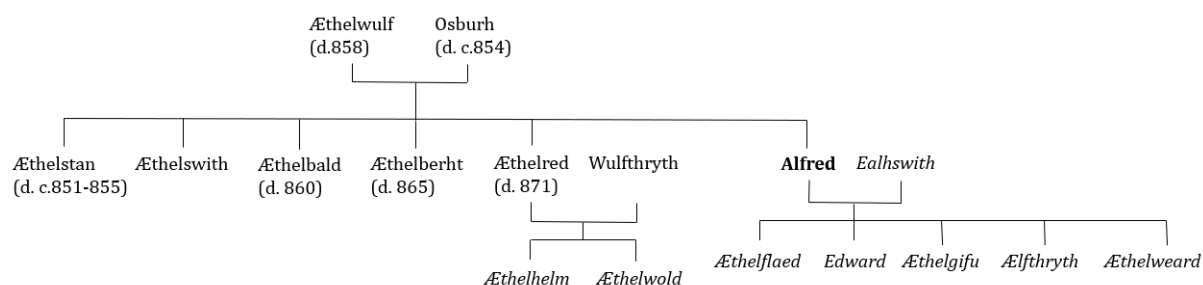 Æthelwulf Osburh
(d.858) (d. c.854)
Æthelstan Æthelswith Æthelbald Æthelberht Æthelred Wulfthryth Alfred Ealhswith
(d. c.851-855) (d. 860) (d. 865) (d. 871)
Æthelflaed Edward Æthelgifu Ælfthryth Æthelweard
Æthelhelm Æthelwold